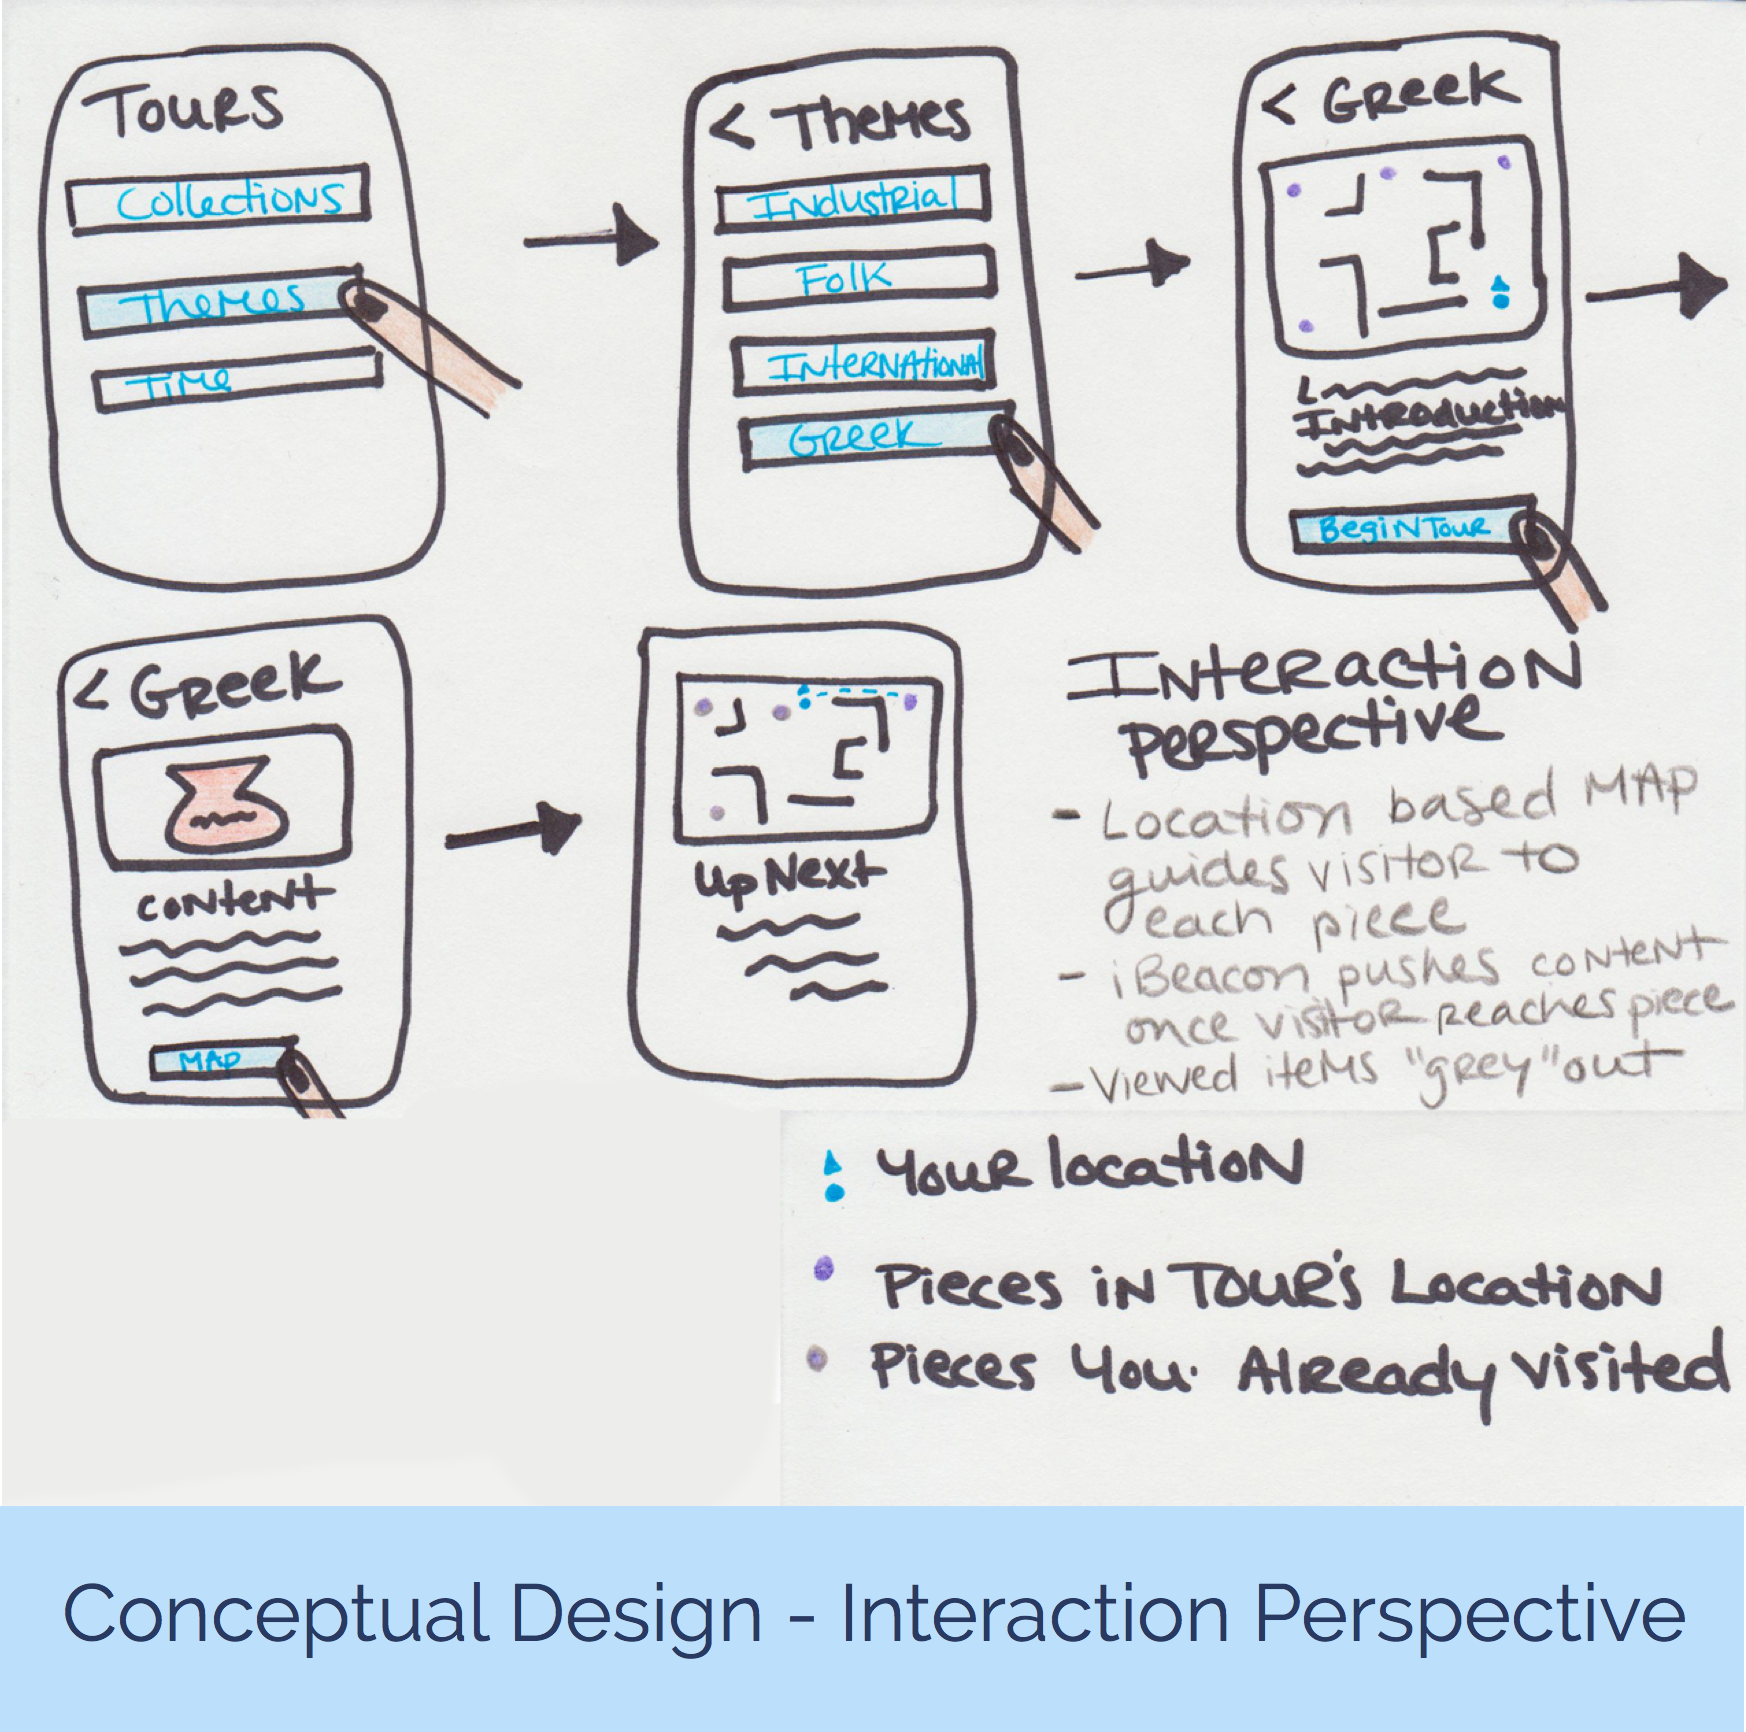 Tours
Collections
Themes
Time
< Themes
Industrial
Folk
International
Greek
< Greek
Introduction
Begin Tour
< Greek
content
MAP
Up Next
Interaction
perspective
- Location based MAP
guides visitor to
each piece
- iBeacon pushes content
once visitor reaches piece
- Viewed items "grey" out
Your location
Pieces in Tour's Location
Pieces You Already visited
Conceptual Design - Interaction Perspective